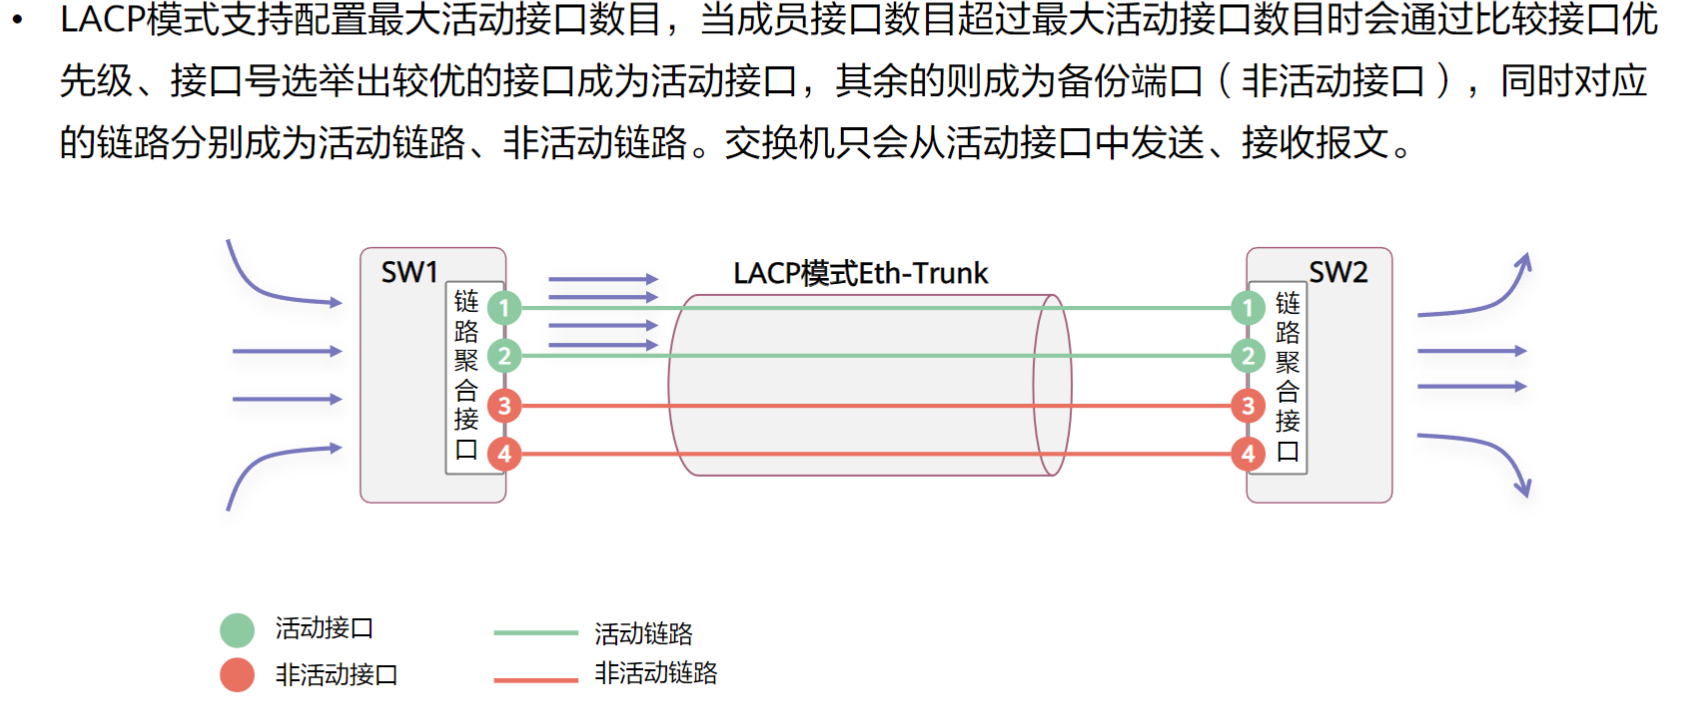 • LACP模式支持配置最大活动接口数目，当成员接口数目超过最大活动接口数目时会通过比较接口优
先级、接口号选举出较优的接口成为活动接口，其余的则成为备份端口（非活动接口），同时对应
的链路分别成为活动链路、非活动链路。交换机只会从活动接口中发送、接收报文。
LACP模式Eth-Trunk
SW1
链路聚合接口
1
2
3
4
SW2
1
2
3
4
链路聚合接口
活动接口
活动链路
非活动接口
非活动链路